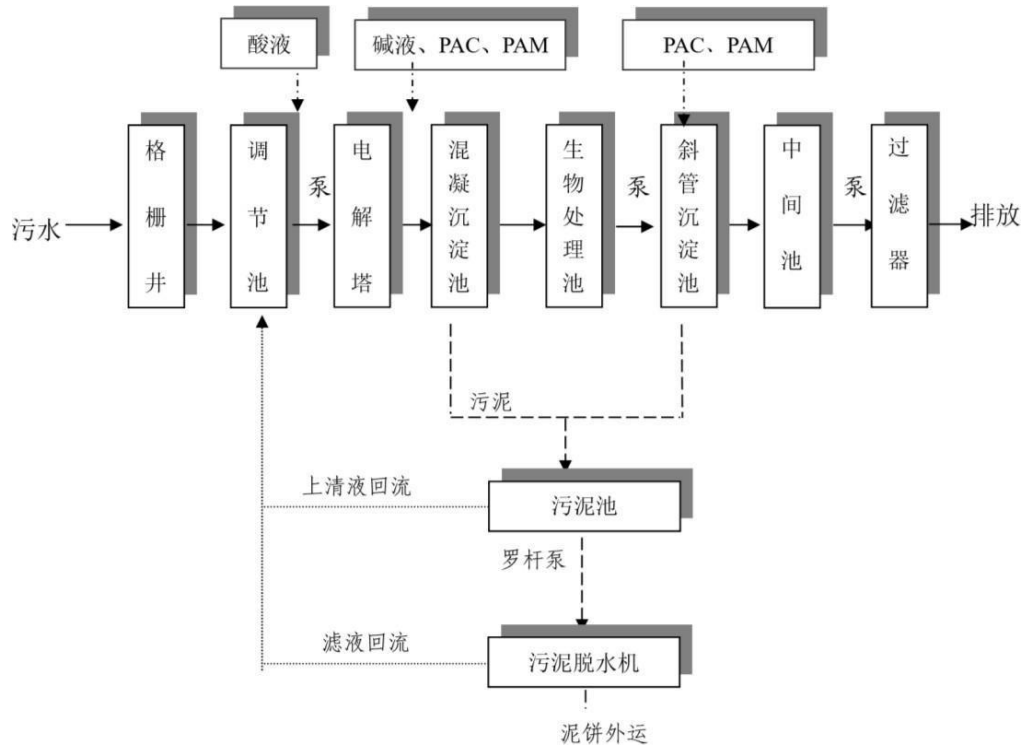 酸液
碱液、PAC、PAM
PAC、PAM
污水
格栅井
调节池
泵
电解塔
混凝沉淀池
生物处理池
泵
斜管沉淀池
中间池
泵
过滤器
排放
污泥
上清液回流
污泥池
罗杆泵
滤液回流
污泥脱水机
泥饼外运